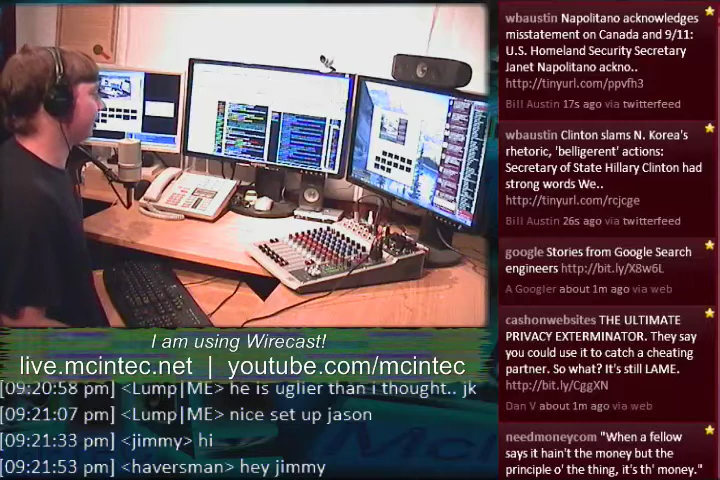 I am using Wirecast!
live.mcintec.net | youtube.com/mcintec
[09:20:58 pm] <Lump|ME> he is uglier than i thought.. jk
[09:21:07 pm] <Lump|ME> nice set up jason
[09:21:33 pm] <jimmy> hi
[09:21:53 pm] <haversman> hey jimmy
wbaustin Napolitano acknowledges
misstatement on Canada and 9/11:
U.S. Homeland Security Secretary
Janet Napolitano ackno..
http://tinyurl.com/ppvfh3
Bill Austin 17s ago via twitterfeed
wbaustin Clinton slams N. Korea's
rhetoric, 'belligerent' actions:
Secretary of State Hillary Clinton had
strong words We..
http://tinyurl.com/rcjcge
Bill Austin 26s ago via twitterfeed
google Stories from Google Search
engineers http://bit.ly/X8w6L
A Googler about 1m ago via web
cashonwebsites THE ULTIMATE
PRIVACY EXTERMINATOR. They say
you could use it to catch a cheating
partner. So what? It's still LAME.
http://bit.ly/CggXN
Dan V about 1m ago via web
needmoneycom "When a fellow
says it hain't the money but the
principle o' the thing, it's th' money."